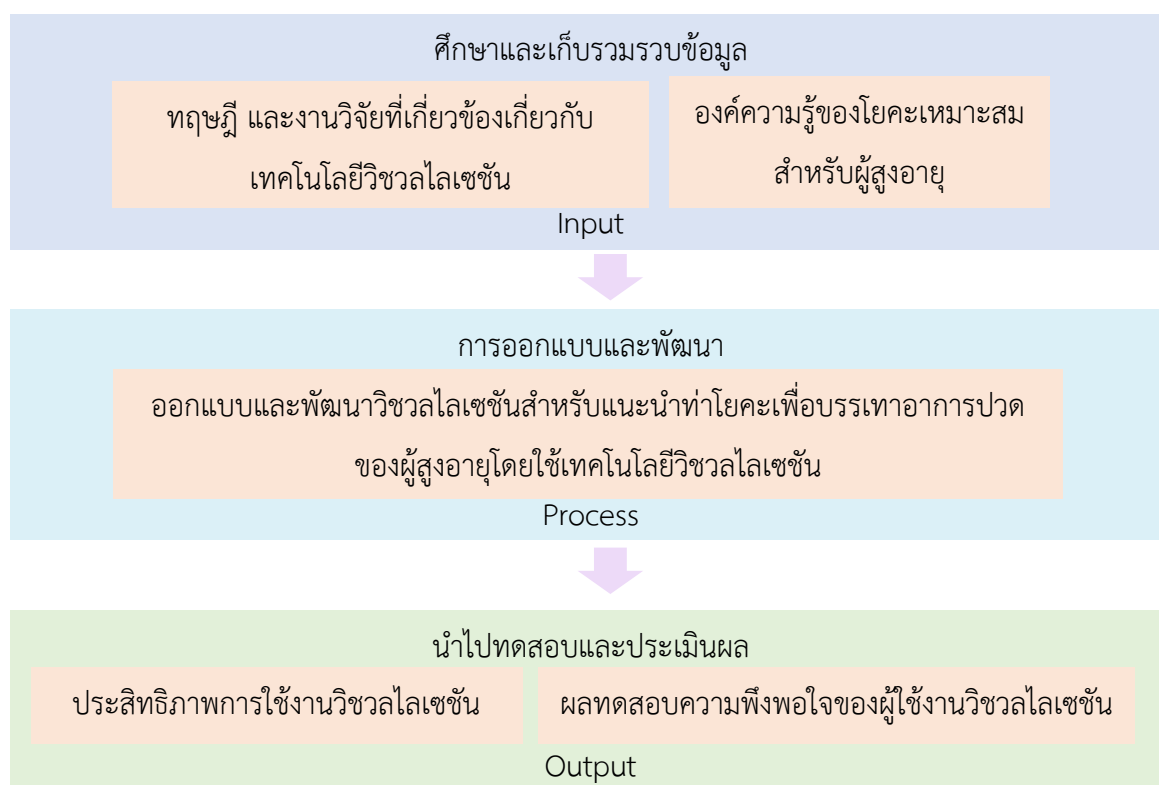 ศึกษาและเก็บรวมรวบข้อมูล
ทฤษฎี และงานวิจัยที่เกี่ยวข้องเกี่ยวกับ
เทคโนโลยีวิชวลไลเซชัน
องค์ความรู้ของโยคะเหมาะสม
สำหรับผู้สูงอายุ
Input
การออกแบบและพัฒนา
ออกแบบและพัฒนาวิชวลไลเซชันสำหรับแนะนำท่าโยคะเพื่อบรรเทาอาการปวด
ของผู้สูงอายุโดยใช้เทคโนโลยีวิชวลไลเซชัน
Process
นำไปทดสอบและประเมินผล
ประสิทธิภาพการใช้งานวิชวลไลเซชัน
ผลทดสอบความพึงพอใจของผู้ใช้งานวิชวลไลเซชัน
Output